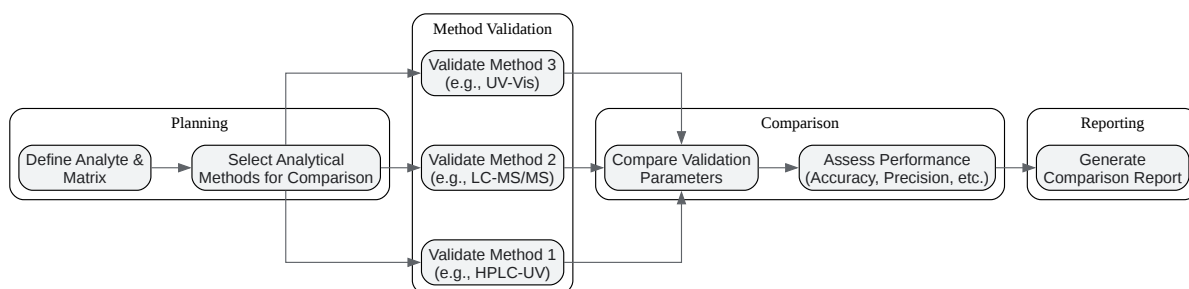 Planning
Define Analyte &
Matrix
Select Analytical
Methods for Comparison
Method Validation
Validate Method 3
(e.g., UV-Vis)
Validate Method 2
(e.g., LC-MS/MS)
Validate Method 1
(e.g., HPLC-UV)
Comparison
Compare Validation
Parameters
Assess Performance
(Accuracy, Precision, etc.)
Reporting
Generate
Comparison Report